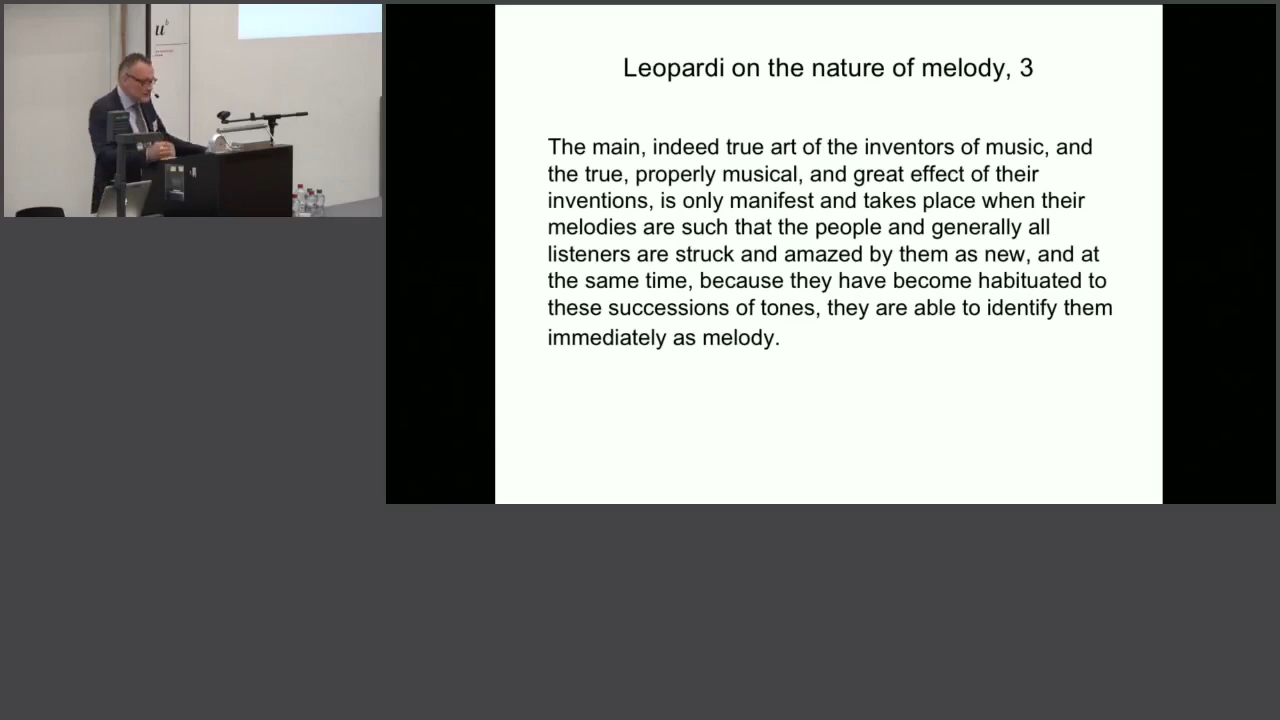 u
b
Leopardi on the nature of melody, 3
The main, indeed true art of the inventors of music, and
the true, properly musical, and great effect of their
inventions, is only manifest and takes place when their
melodies are such that the people and generally all
listeners are struck and amazed by them as new, and at
the same time, because they have become habituated to
these successions of tones, they are able to identify them
immediately as melody.